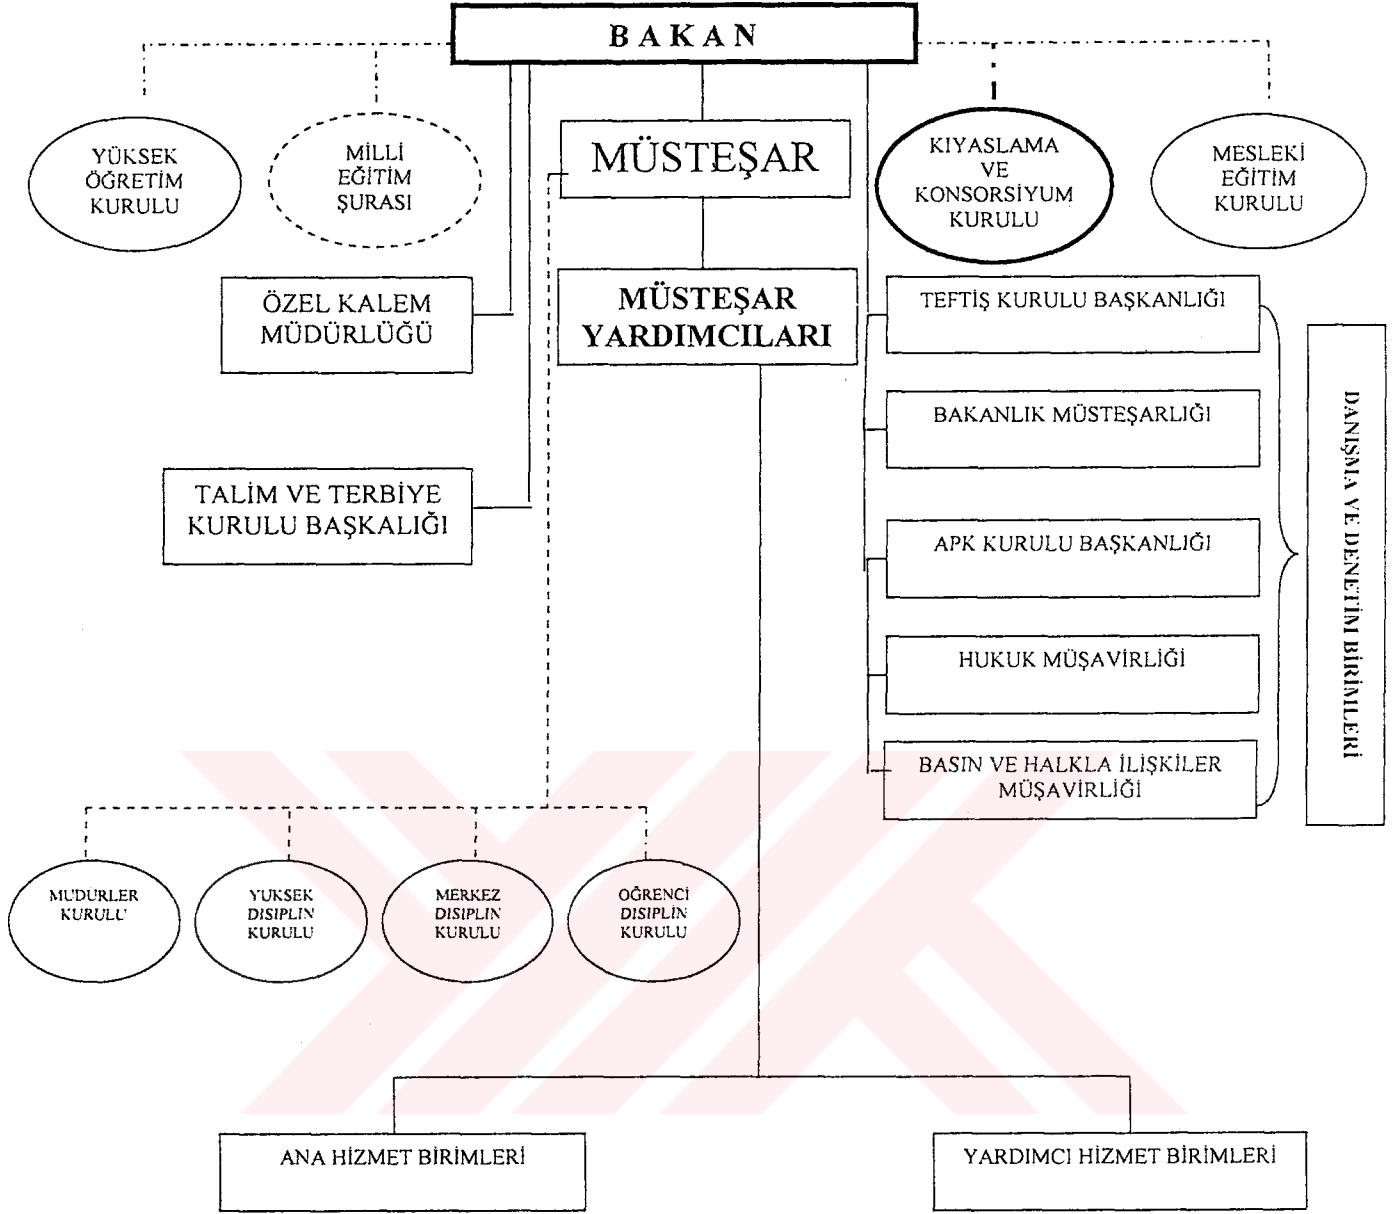 BAKAN
YÜKSEK
ÖĞRETİM
KURULU
MİLLİ
EĞİTİM
ŞURASI
MÜSTEŞAR
KIYASLAMA
VE
KONSORSİYUM
KURULU
MESLEKİ
EĞİTİM
KURULU
ÖZEL KALEM
MÜDÜRLÜĞÜ
MÜSTEŞAR
YARDIMCILARI
TEFTİŞ KURULU BAŞKANLIĞI
BAKANLIK MÜSTEŞARLIĞI
TALİM VE TERBİYE
KURULU BAŞKALIĞI
APK KURULU BAŞKANLIĞI
HUKUK MÜŞAVİRLİĞİ
BASIN VE HALKLA İLİŞKİLER
MÜŞAVİRLİĞİ
DANIŞMA VE DENETİM BİRİMLERİ
MUDURLER
KURULU
YUKSEK
DISIPLIN
KURULU
MERKEZ
DISIPLIN
KURULU
OĞRENCİ
DISIPLIN
KURULU
ANA HİZMET BİRİMLERİ
YARDIMCI HİZMET BİRİMLERİ